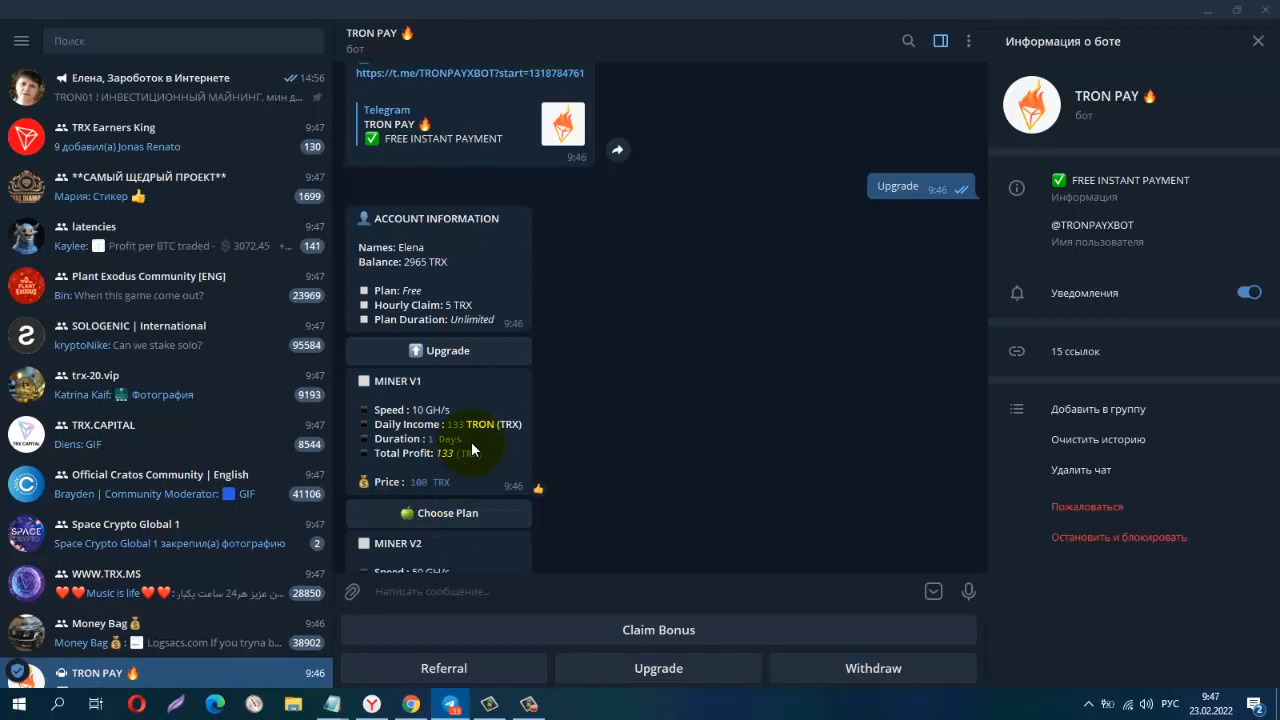 Поиск
Елена, Зароботок в Интернете
14:56
TRON01 ! ИНВЕСТИЦИОННЫЙ МАЙНИНГ. мин д...
TRX Earners King
9:47
9 добавил(а) Jonas Renato
130
**САМЫЙ ЩЕДРЫЙ ПРОЕКТ**
9:47
Мария: Стикер 👍
1699
latencies
9:47
Kaylee: Profit per BTC traded - $ 3072.45 +...
141
Plant Exodus Community [ENG]
9:47
Bin: When this game come out?
23969
SOLOGENIC | International
9:47
kryptoNike: Can we stake solo?
95584
trx-20.vip
9:47
Katrina Kaif: Фотография
9193
TRX.CAPITAL
9:47
Diens: GIF
8544
Official Cratos Community | English
9:47
Brayden | Community Moderator: GIF
41106
Space Crypto Global 1
9:47
Space Crypto Global 1 закрепил(а) фотографию
2
WWW.TRX.MS
9:47
❤️❤️Music is life❤️❤️: ن عزیز هر24 ساعت یکبار...
28850
Money Bag💰
9:46
Money Bag💰: Logsacs.com If you tryna b...
38902
TRON PAY 🔥
9:46
TRON PAY 🔥
бот
https://t.me/TRONPAYXBOT?start=1318784761
Telegram
TRON PAY 🔥
✅ FREE INSTANT PAYMENT
9:46
Upgrade 9:46
👤 ACCOUNT INFORMATION
Names: Elena
Balance: 2965 TRX
Plan: Free
Hourly Claim: 5 TRX
Plan Duration: Unlimited
9:46
⬆️ Upgrade
MINER V1
Speed : 10 GH/s
Daily Income : 133 TRON (TRX)
Duration : 1 Days
Total Profit: 133
💰 Price : 100 TRX
9:46
🍏 Choose Plan
MINER V2
Speed : 50 GH/s
Написать сообщение...
Claim Bonus
Referral
Upgrade
Withdraw
Информация о боте
TRON PAY 🔥
бот
✅ FREE INSTANT PAYMENT
Информация
@TRONPAYXBOT
Имя пользователя
Уведомления
15 ссылок
Добавить в группу
Очистить историю
Удалить чат
Пожаловаться
Остановить и блокировать
РУС
9:47
23.02.2022
2